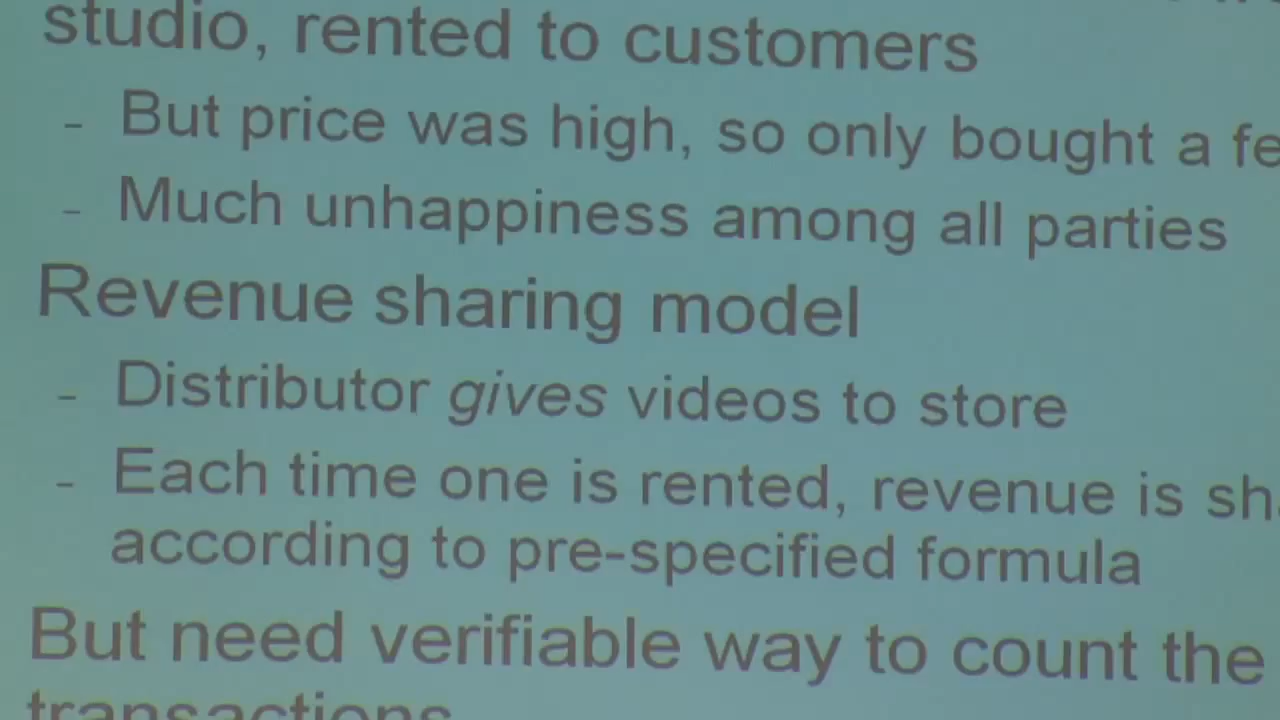 studio, rented to customers
- But price was high, so only bought a fe
- Much unhappiness among all parties
Revenue sharing model
- Distributor gives videos to store
- Each time one is rented, revenue is sh
according to pre-specified formula
But need verifiable way to count the
transactions